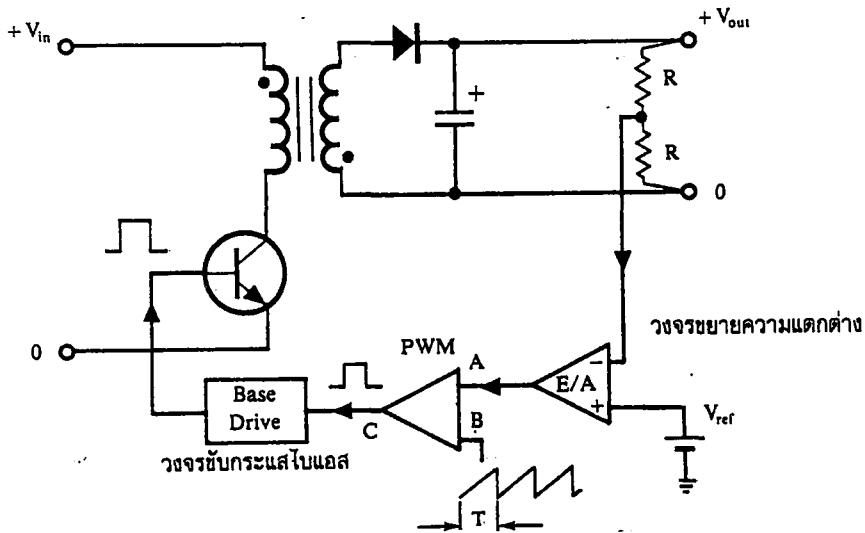 + Vin
+ Vout
R
R
0
0
วงจรขยายความแตกต่าง
PWM
A
E/A
−
+
Base
Drive
C
B
Vref
วงจรขับกระแสไบแอส
T
+